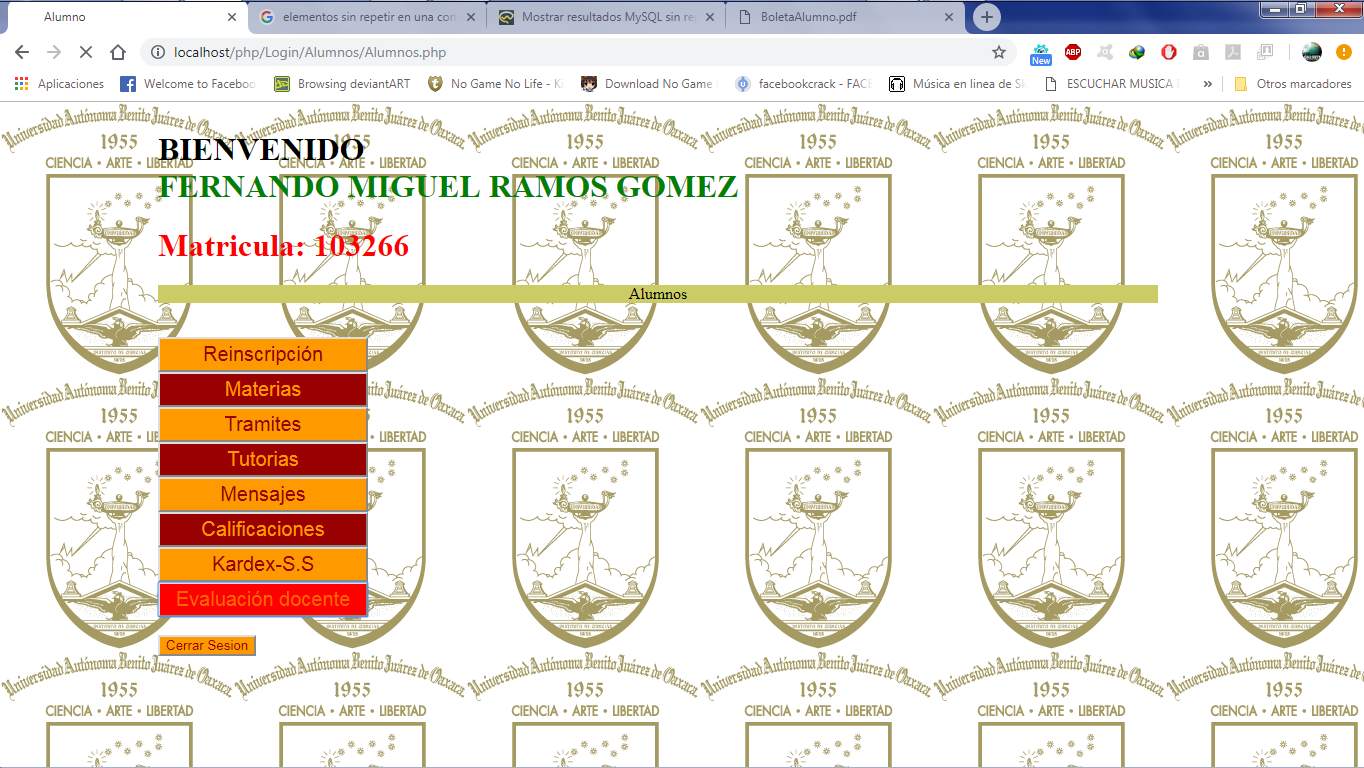 Alumno
elementos sin repetir en una con
Mostrar resultados MySQL sin re
BoletaAlumno.pdf
localhost/php/Login/Alumnos/Alumnos.php
New
ABP
Aplicaciones
Welcome to Faceboo
Browsing deviantART
No Game No Life - K
Download No Game
facebookcrack - FACE
Música en linea de Sk
ESCUCHAR MUSICA
»
Otros marcadores
BIENVENIDO
FERNANDO MIGUEL RAMOS GOMEZ
Matricula: 103266
Alumnos
Reinscripción
Materias
Tramites
Tutorias
Mensajes
Calificaciones
Kardex-S.S
Evaluación docente
Cerrar Sesion
Universidad Autónoma Benito Juárez de Oaxaca
1955
CIENCIA • ARTE • LIBERTAD